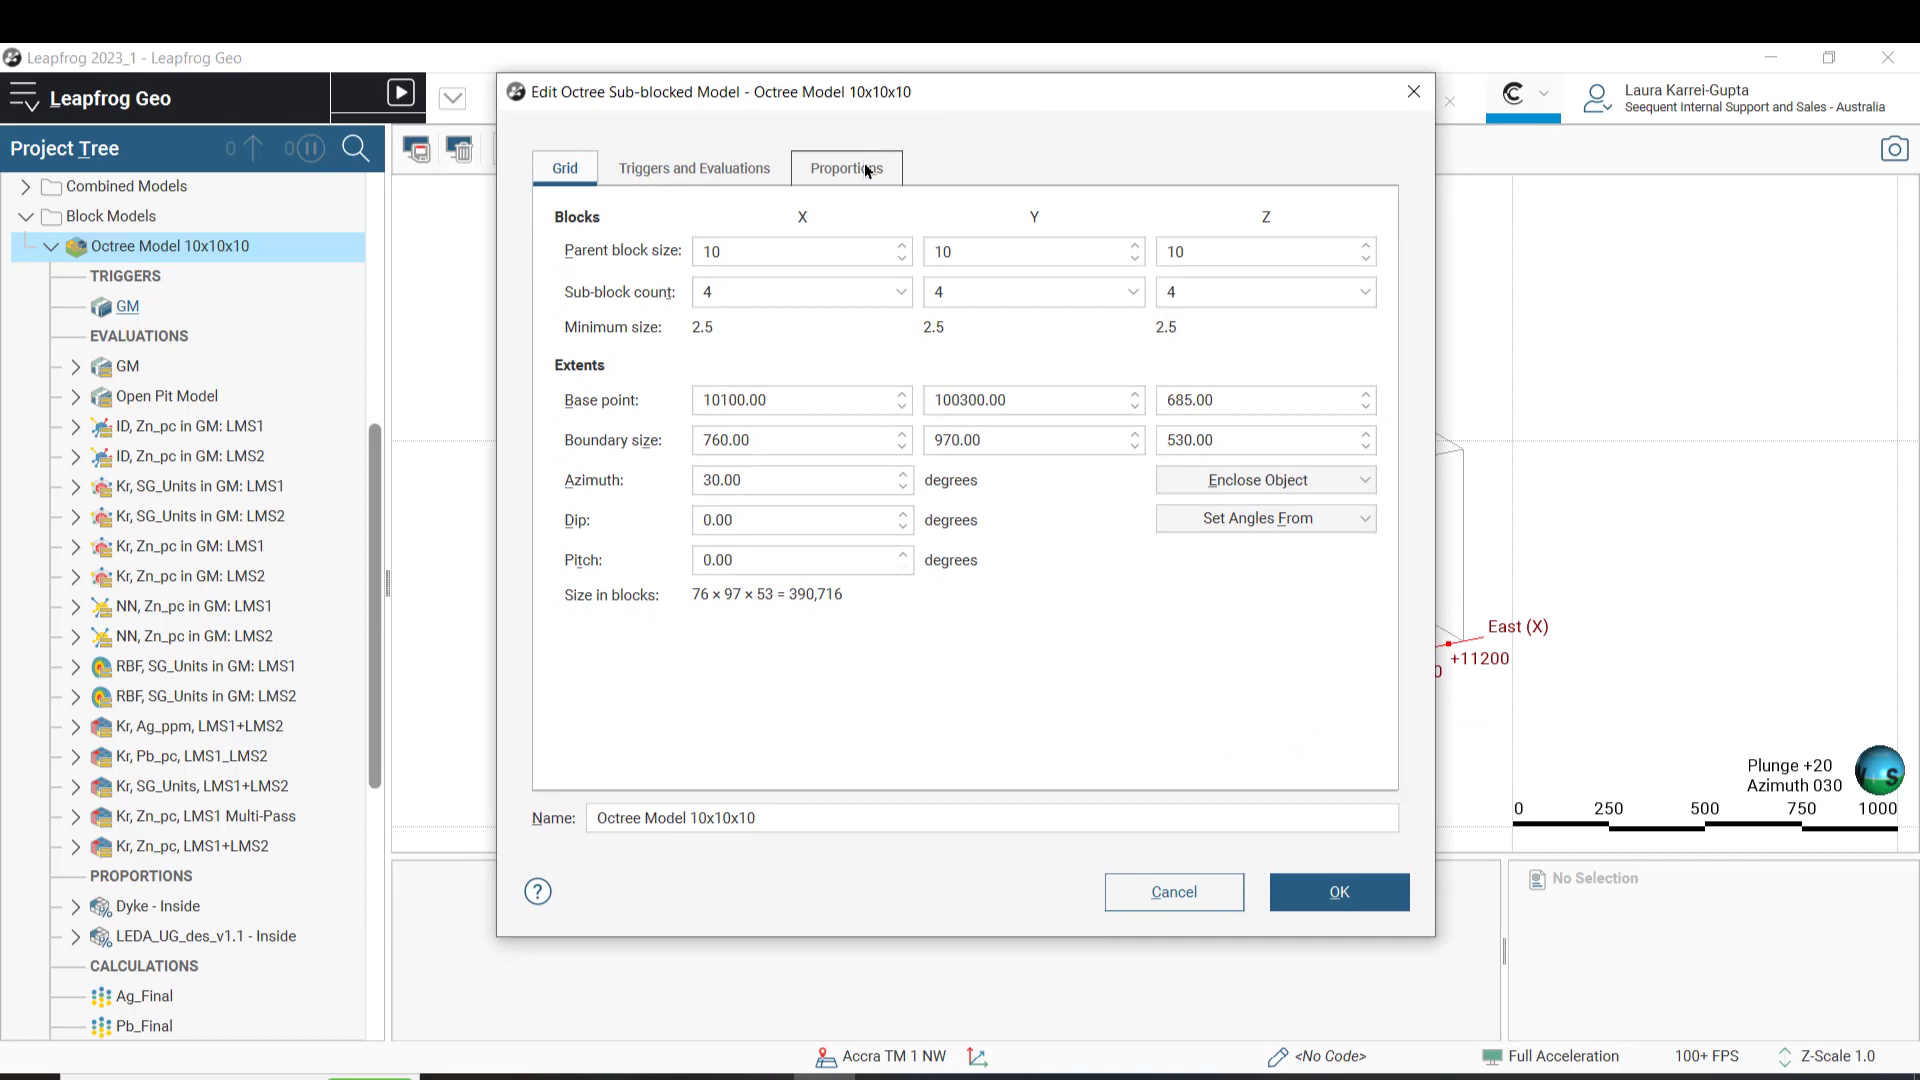 Leapfrog 2023_1 - Leapfrog Geo
Leapfrog Geo
Laura Karrei-Gupta
Seequent Internal Support and Sales - Australia
Project Tree
0
0
Combined Models
Block Models
Octree Model 10x10x10
TRIGGERS
GM
EVALUATIONS
GM
Open Pit Model
ID, Zn_pc in GM: LMS1
ID, Zn_pc in GM: LMS2
Kr, SG_Units in GM: LMS1
Kr, SG_Units in GM: LMS2
Kr, Zn_pc in GM: LMS1
Kr, Zn_pc in GM: LMS2
NN, Zn_pc in GM: LMS1
NN, Zn_pc in GM: LMS2
RBF, SG_Units in GM: LMS1
RBF, SG_Units in GM: LMS2
Kr, Ag_ppm, LMS1+LMS2
Kr, Pb_pc, LMS1_LMS2
Kr, SG_Units, LMS1+LMS2
Kr, Zn_pc, LMS1 Multi-Pass
Kr, Zn_pc, LMS1+LMS2
PROPORTIONS
Dyke - Inside
LEDA_UG_des_v1.1 - Inside
CALCULATIONS
Ag_Final
Pb_Final
Edit Octree Sub-blocked Model - Octree Model 10x10x10
Grid Triggers and Evaluations Proportions
Blocks X Y Z
Parent block size: 10 10 10
Sub-block count: 4 4 4
Minimum size: 2.5 2.5 2.5
Extents
Base point: 10100.00 100300.00 685.00
Boundary size: 760.00 970.00 530.00
Azimuth: 30.00 degrees Enclose Object
Dip: 0.00 degrees Set Angles From
Pitch: 0.00 degrees
Size in blocks: 76 × 97 × 53 = 390,716
Name: Octree Model 10x10x10
? Cancel OK
East (X)
+11200
0
Plunge +20
Azimuth 030
0 250 500 750 1000
No Selection
Accra TM 1 NW
<No Code>
Full Acceleration
100+ FPS
Z-Scale 1.0